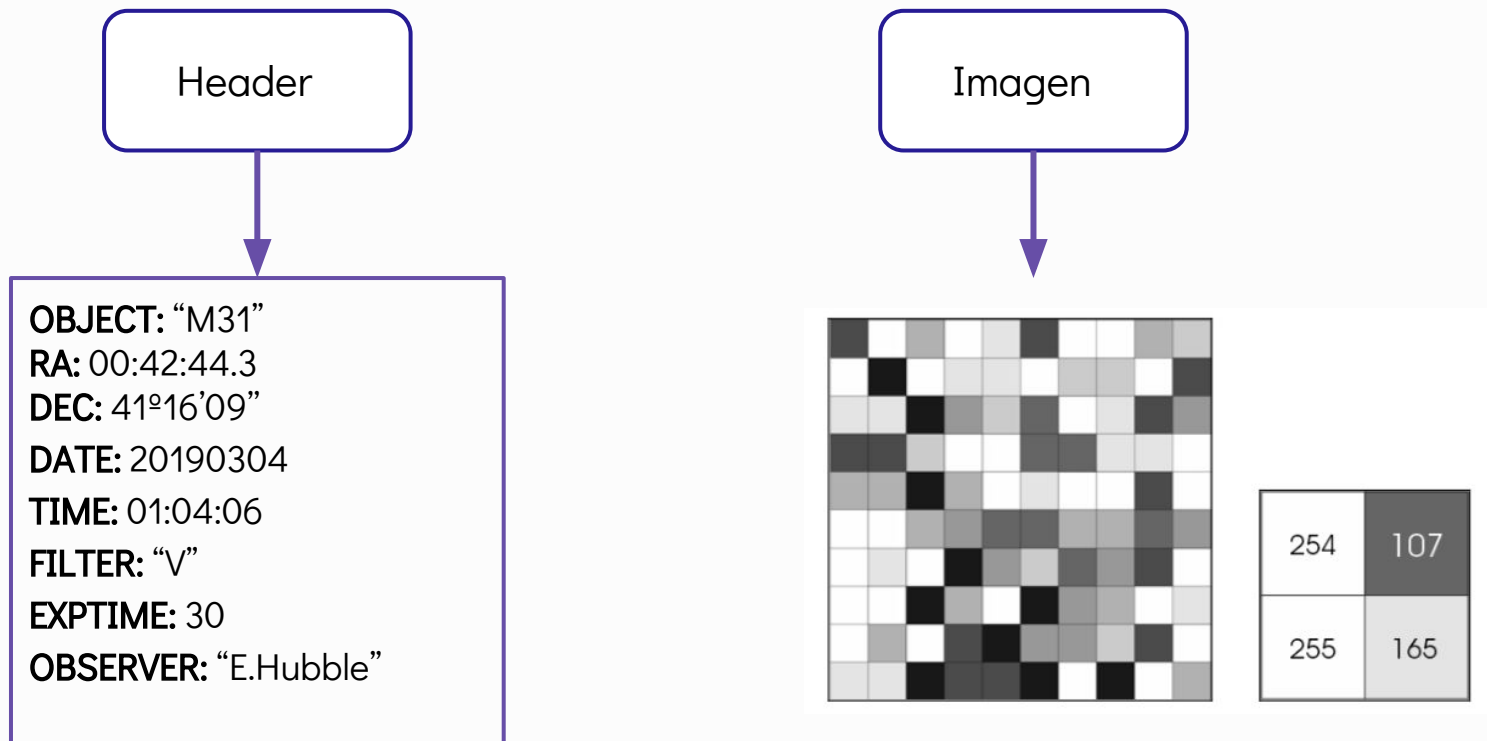 Header
OBJECT: “M31”
RA: 00:42:44.3
DEC: 41º16’09”
DATE: 20190304
TIME: 01:04:06
FILTER: “V”
EXPTIME: 30
OBSERVER: “E.Hubble”
Imagen
254 107
255 165